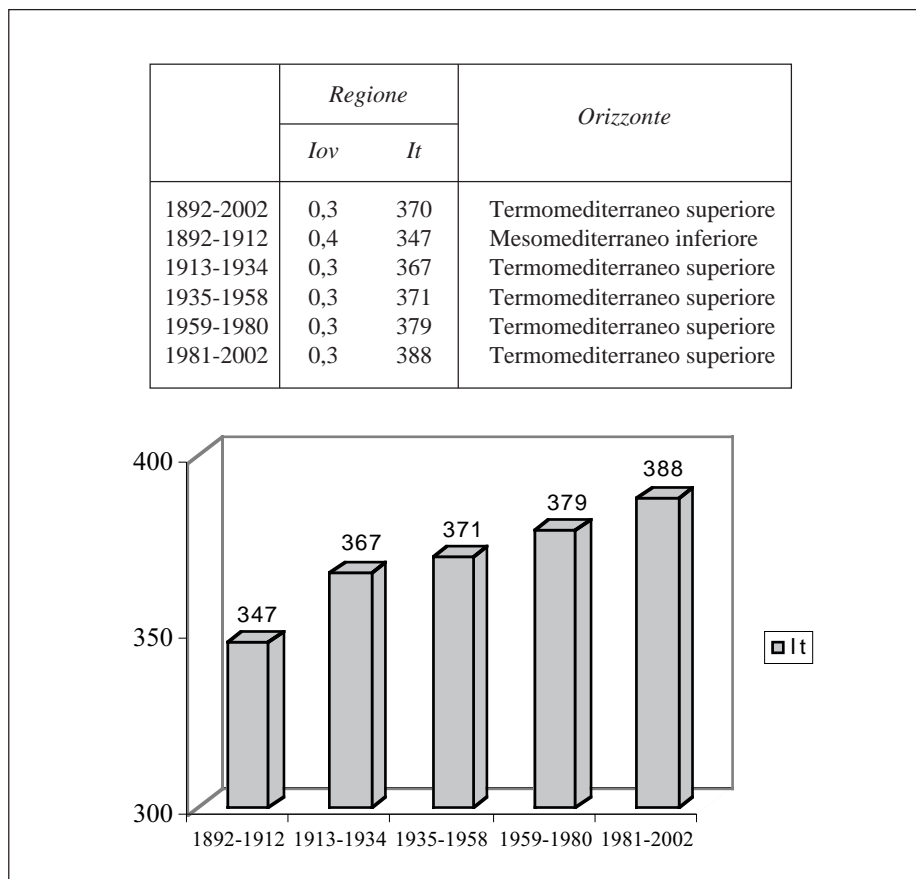 Regione Orizzonte
Iov It
1892-2002 0,3 370 Termomediterraneo superiore
1892-1912 0,4 347 Mesomediterraneo inferiore
1913-1934 0,3 367 Termomediterraneo superiore
1935-1958 0,3 371 Termomediterraneo superiore
1959-1980 0,3 379 Termomediterraneo superiore
1981-2002 0,3 388 Termomediterraneo superiore
400
388
379
371
367
347
350
It
300
1892-1912 1913-1934 1935-1958 1959-1980 1981-2002